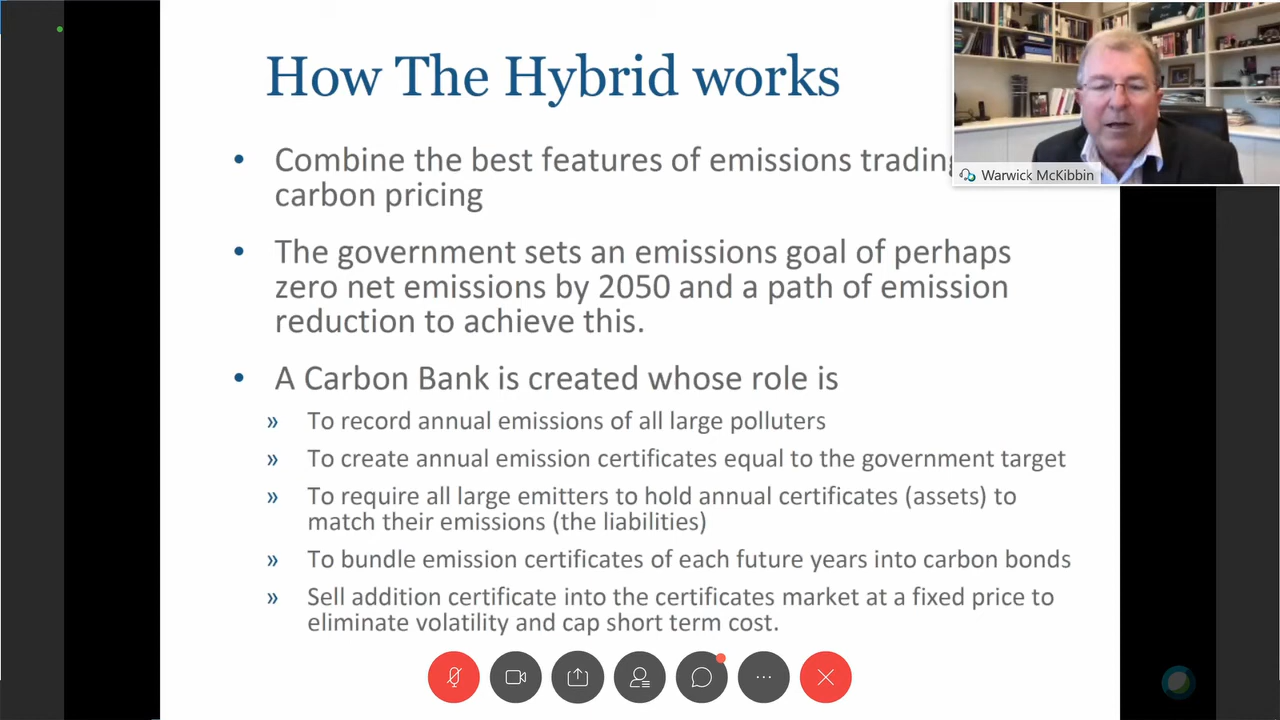 How The Hybrid works
• Combine the best features of emissions trading
carbon pricing
• The government sets an emissions goal of perhaps
zero net emissions by 2050 and a path of emission
reduction to achieve this.
• A Carbon Bank is created whose role is
» To record annual emissions of all large polluters
» To create annual emission certificates equal to the government target
» To require all large emitters to hold annual certificates (assets) to
match their emissions (the liabilities)
» To bundle emission certificates of each future years into carbon bonds
» Sell addition certificate into the certificates market at a fixed price to
eliminate volatility and cap short term cost.
Warwick McKibbin